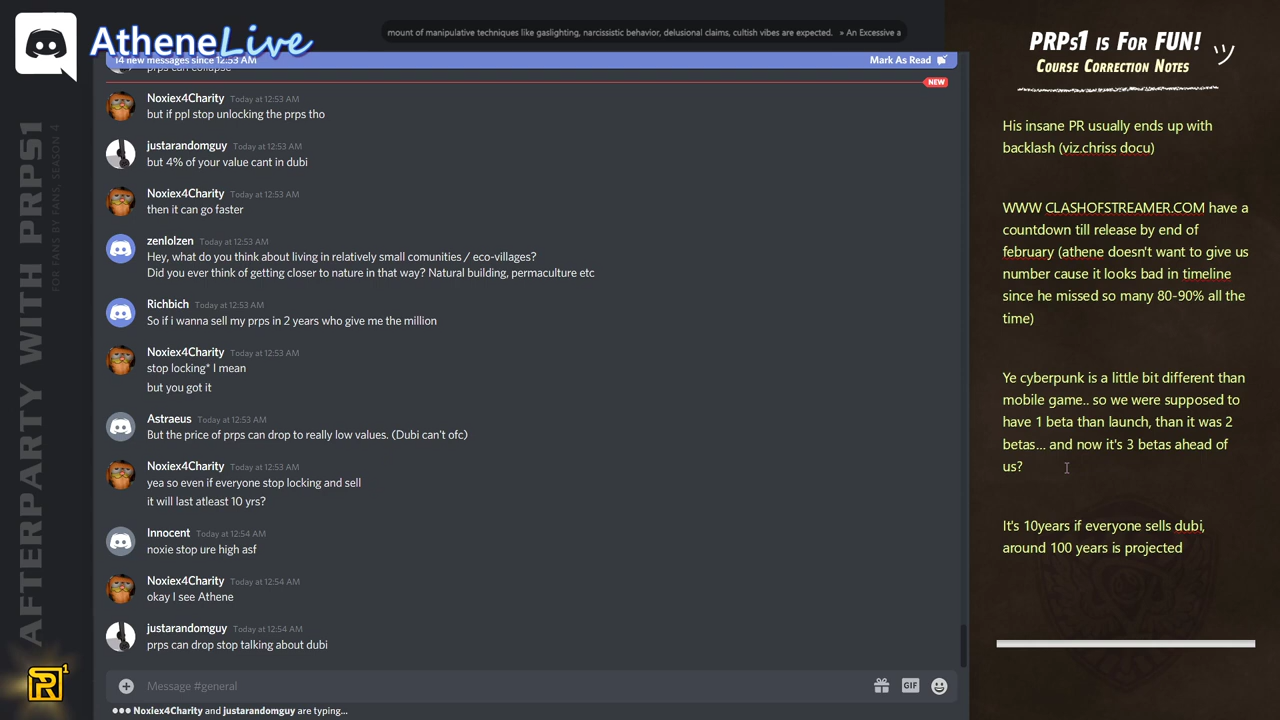 AtheneLive
mount of manipulative techniques like gaslighting, narcissistic behavior, delusional claims, cultish vibes are expected.   » An Excessive a
14 new messages since 12:53 AM
Mark As Read
prps can collapse
NEW
Noxiex4Charity Today at 12:53 AM
but if ppl stop unlocking the prps tho
justarandomguy Today at 12:53 AM
but 4% of your value cant in dubi
Noxiex4Charity Today at 12:53 AM
then it can go faster
zenlolzen Today at 12:53 AM
Hey, what do you think about living in relatively small comunities / eco-villages?
Did you ever think of getting closer to nature in that way? Natural building, permaculture etc
Richbich Today at 12:53 AM
So if i wanna sell my prps in 2 years who give me the million
Noxiex4Charity Today at 12:53 AM
stop locking* I mean
but you got it
Astraeus Today at 12:53 AM
But the price of prps can drop to really low values. (Dubi can't ofc)
Noxiex4Charity Today at 12:53 AM
yea so even if everyone stop locking and sell
it will last atleast 10 yrs?
Innocent Today at 12:54 AM
noxie stop ure high asf
Noxiex4Charity Today at 12:54 AM
okay I see Athene
justarandomguy Today at 12:54 AM
prps can drop stop talking about dubi
Message #general
GIF
Noxiex4Charity and justarandomguy are typing...
AFTERPARTY WITH PRPS1
FOR FANS BY FANS, SEASON 4
PRPS1 IS FOR FUN!
COURSE CORRECTION NOTES
ツ
His insane PR usually ends up with
backlash (viz.chriss docu)
WWW CLASHOFSTREAMER.COM have a
countdown till release by end of
february (athene doesn't want to give us
number cause it looks bad in timeline
since he missed so many 80-90% all the
time)
Ye cyberpunk is a little bit different than
mobile game.. so we were supposed to
have 1 beta than launch, than it was 2
betas... and now it's 3 betas ahead of
us?
It's 10years if everyone sells dubi,
around 100 years is projected